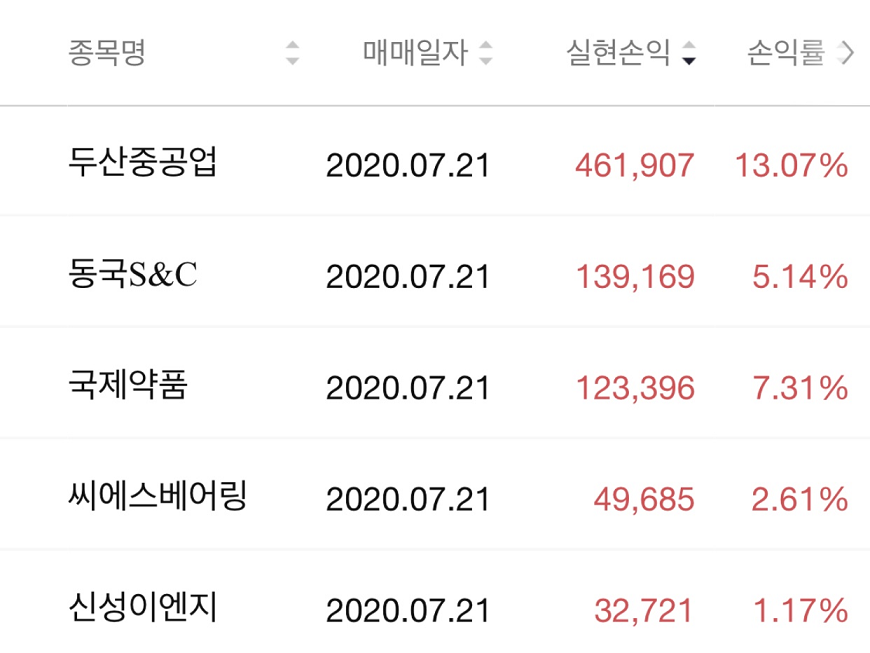 종목명 매매일자 실현손익 손익률
두산중공업 2020.07.21 461,907 13.07%
동국S&C 2020.07.21 139,169 5.14%
국제약품 2020.07.21 123,396 7.31%
씨에스베어링 2020.07.21 49,685 2.61%
신성이엔지 2020.07.21 32,721 1.17%